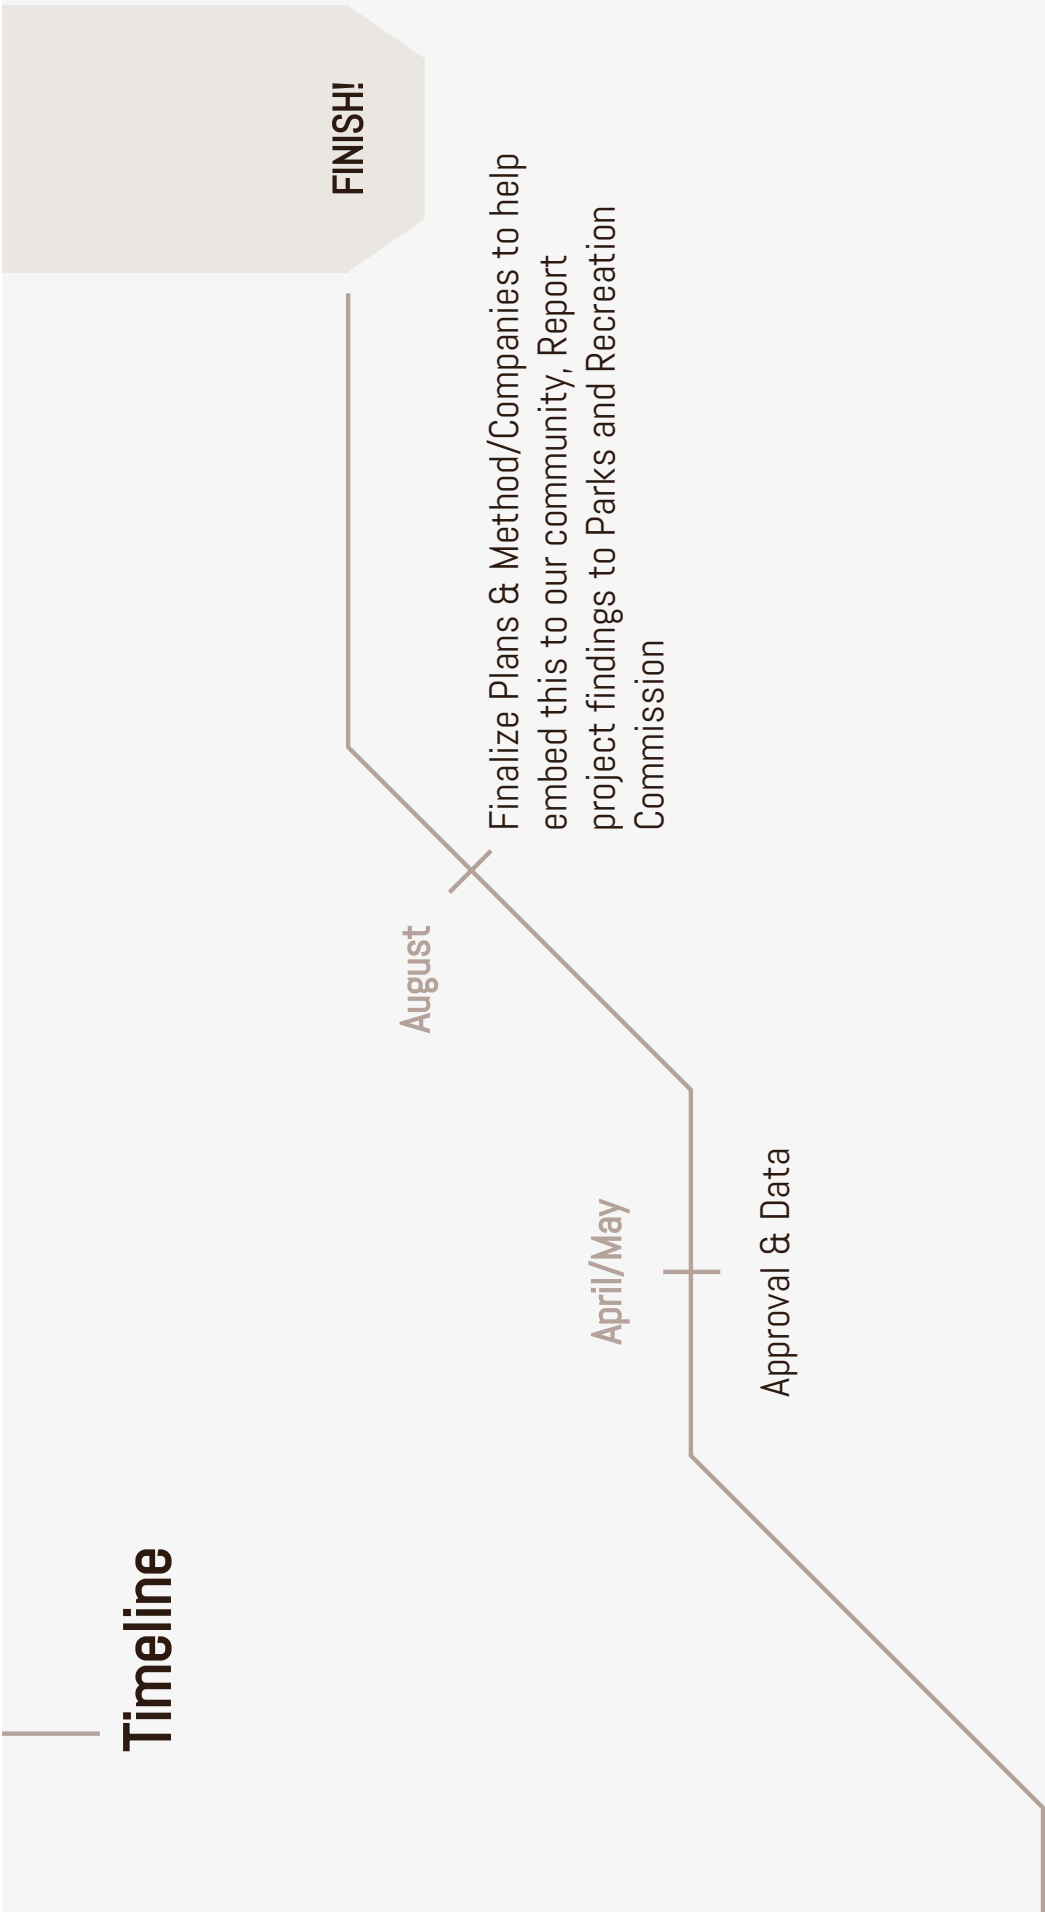 Timeline
April/May
Approval & Data
August
Finalize Plans & Method/Companies to help
embed this to our community, Report
project findings to Parks and Recreation
Commission
FINISH!